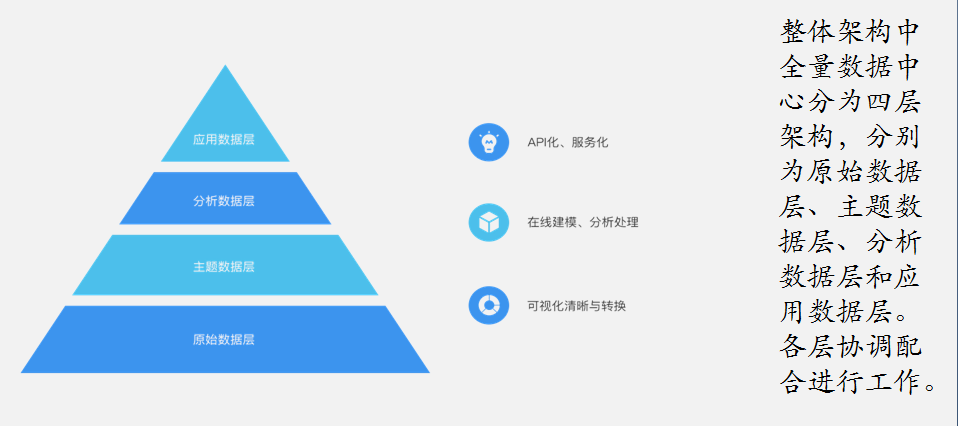 应用数据层
分析数据层
主题数据层
原始数据层
API化、服务化
在线建模、分析处理
可视化清晰与转换
整体架构中
全量数据中
心分为四层
架构，分别
为原始数据
层、主题数
据层、分析
数据层和应
用数据层。
各层协调配
合进行工作。